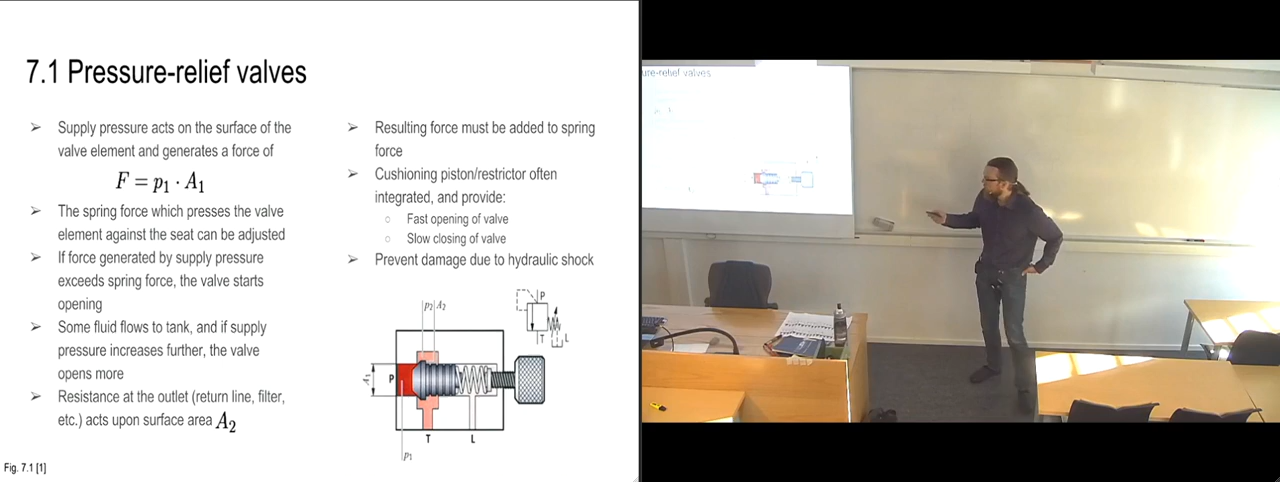 7.1 Pressure-relief valves
➢ Supply pressure acts on the surface of the
valve element and generates a force of
F = p₁ · A₁
➢ The spring force which presses the valve
element against the seat can be adjusted
➢ If force generated by supply pressure
exceeds spring force, the valve starts
opening
➢ Some fluid flows to tank, and if supply
pressure increases further, the valve
opens more
➢ Resistance at the outlet (return line, filter,
etc.) acts upon surface area A₂
➢ Resulting force must be added to spring
force
➢ Cushioning piston/restrictor often
integrated, and provide:
○ Fast opening of valve
○ Slow closing of valve
➢ Prevent damage due to hydraulic shock
P
T
L
p₂ A₂
A₁
P
T
L
p₁
Fig. 7.1 [1]
ure-relief valves